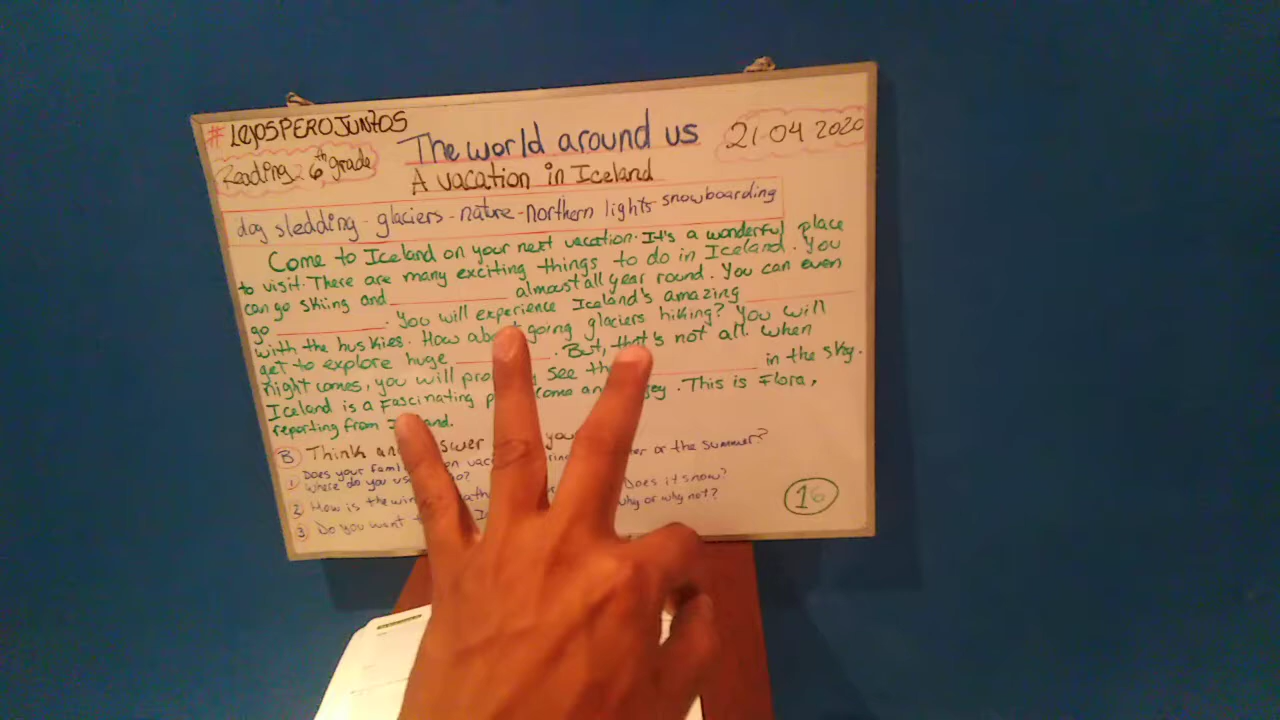 #LejOSPEROJUNTOS
The world around us
21-04 2020
Reading: 6th grade
A vacation in Iceland
dog sledding - glaciers - nature - northern lights snowboarding
Come to Iceland on your next vacation. It's a wonderful place
to visit. There are many exciting things to do in Iceland. You
can go skiing and almost all year round. You can even
go . You will experience Iceland's amazing
with the huskies. How about going glaciers hiking? You will
get to explore huge . But, that's not all. When
night comes, you will see in the sky.
Iceland is a Fascinating . This is Flora,
reporting from
B Think
1 Does your or the summer?
Where do you Does it snow?
2 How is the why or why not?
3 Do you want
16